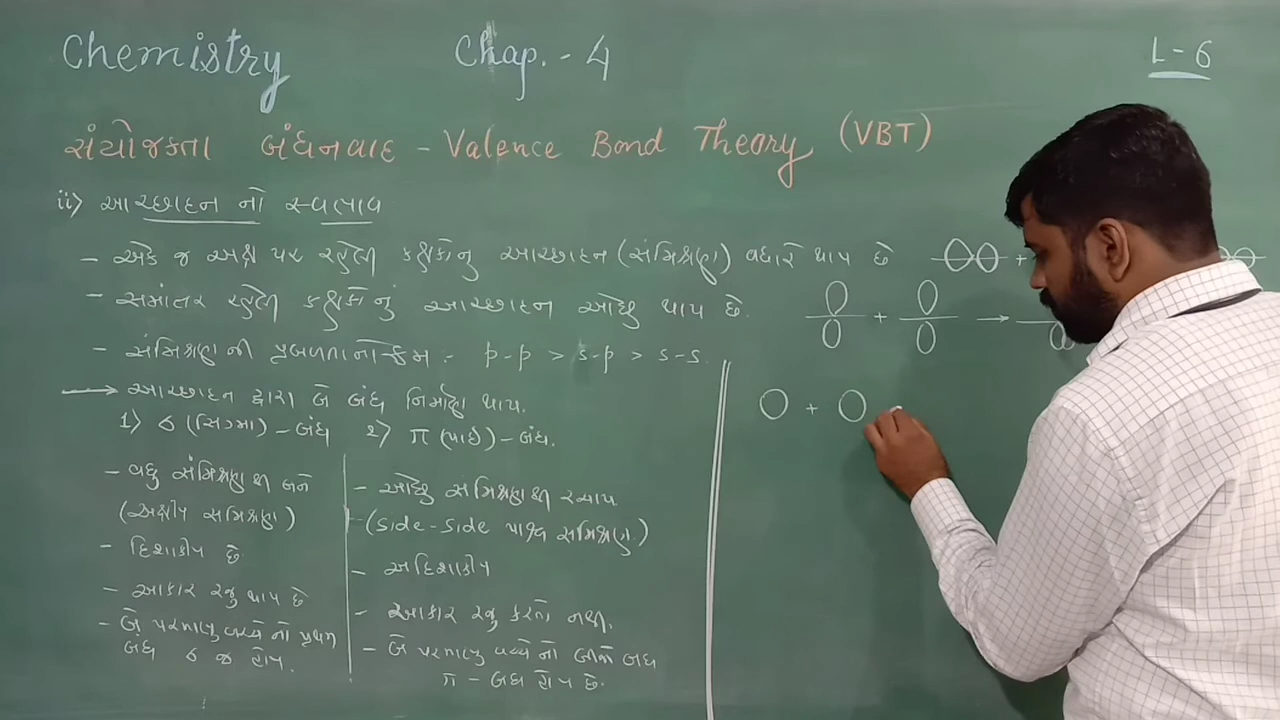 Chemistry Chap. - 4 L - 6
સંયોજકતા બંધનવાદ - Valence Bond Theory (VBT)
ii) આચ્છાદન નો સ્વભાવ
- એક જ અક્ષ પર રહેલી કક્ષકોનું આચ્છાદન (સંમિશ્રણ) વધારે થાય છે
- સમાંતર રહેલી કક્ષકોનું આચ્છાદન ઓછુ થાય છે.
- સંમિશ્રણની પ્રબળતાનો ક્રમ :- p-p > s-p > s-s.
→ આચ્છાદન દ્વારા બે બંધ નિર્માણ થાય.
1) σ (સિગ્મા) - બંધ 2) π (પાઇ) - બંધ.
- વધુ સંમિશ્રણથી બને
(અક્ષીય સંમિશ્રણ)
- દિશાકીય છે.
- આકાર રજુ થાય છે
- બે પરમાણુ વચ્ચેનો પ્રથમ
બંધ σ જ હોય.
- ઓછુ સંમિશ્રણથી રચાય
(side-side પાર્શ્વ સંમિશ્રણ)
- અદિશાકીય
- આકાર રજુ કરતો નથી.
- બે પરમાણુ વચ્ચેનો બીજો બંધ
π - બંધ હોય છે.
+
+ →
+